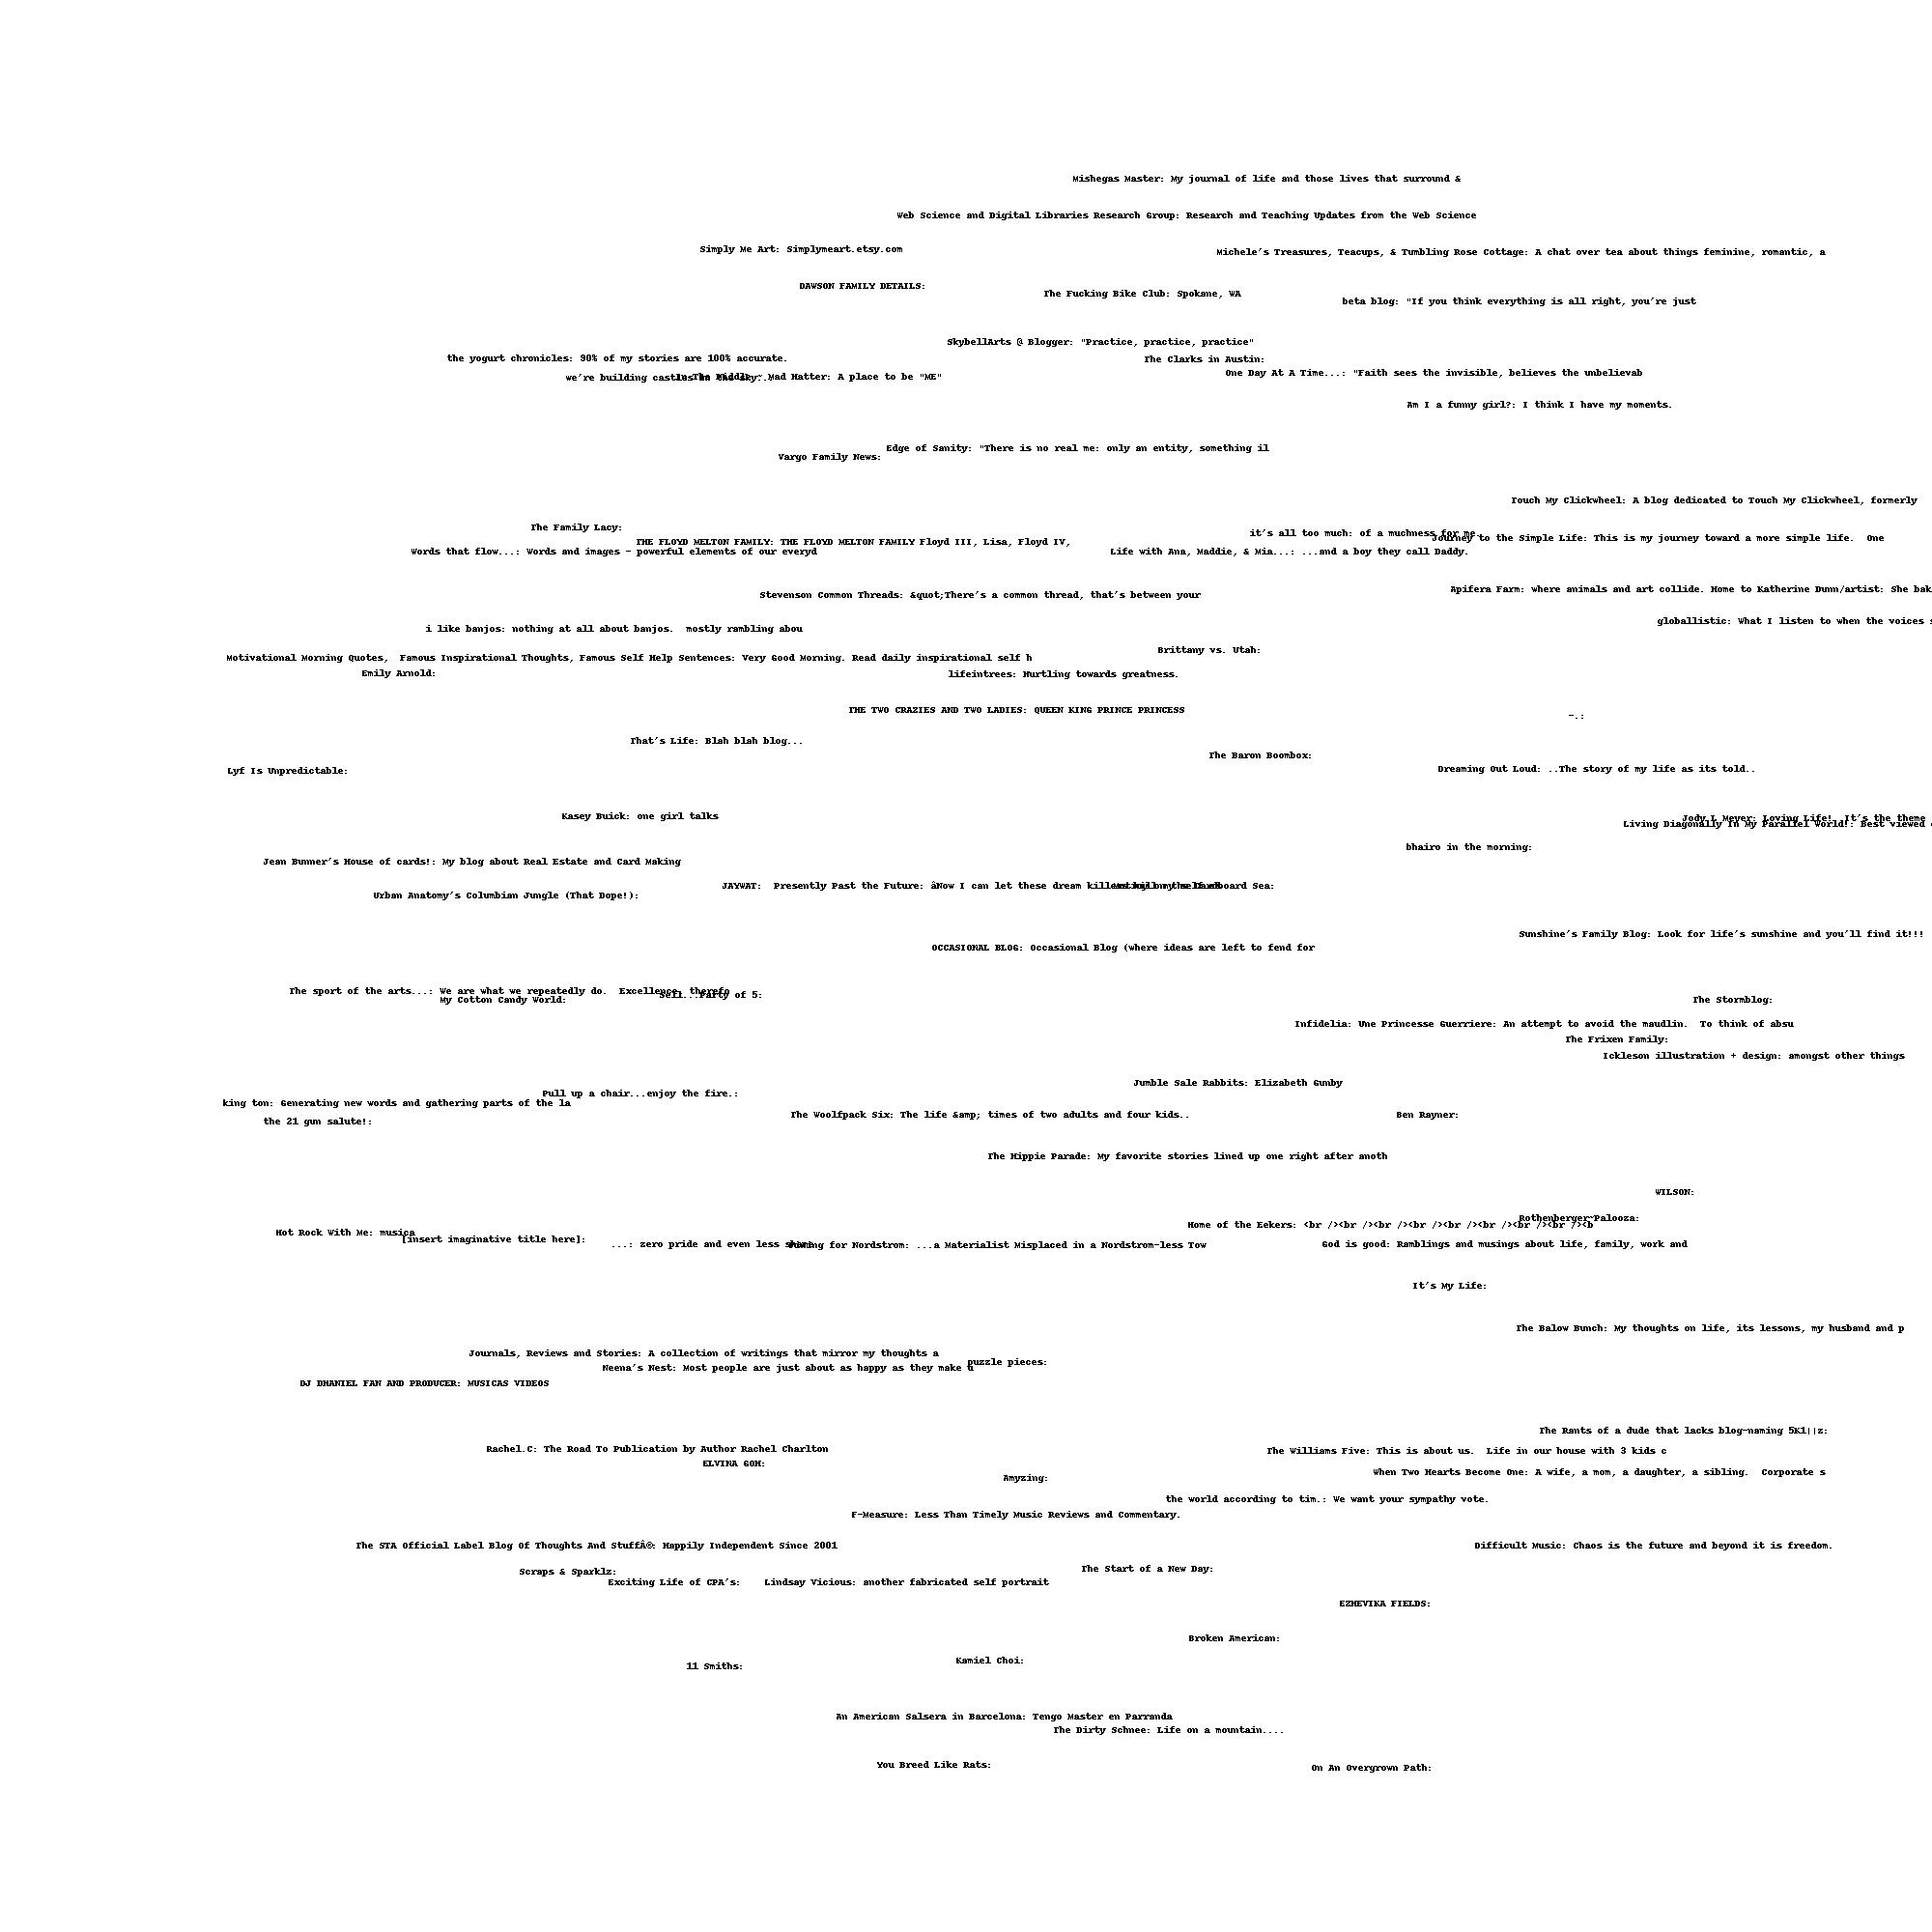 Mishegas Master: My journal of life and those lives that surround &
Web Science and Digital Libraries Research Group: Research and Teaching Updates from the Web Science
Simply Me Art: Simplymeart.etsy.com
Michele's Treasures, Teacups, & Tumbling Rose Cottage: A chat over tea about things feminine, romantic, a
DAWSON FAMILY DETAILS:
The Fucking Bike Club: Spokane, WA
beta blog: "If you think everything is all right, you're just
SkybellArts @ Blogger: "Practice, practice, practice"
the yogurt chronicles: 90% of my stories are 100% accurate.
The Clarks in Austin:
One Day At A Time...: "Faith sees the invisible, believes the unbelievab
we're building castles in the sky...
Mad Hatter: A place to be "ME"
Am I a funny girl?: I think I have my moments.
Edge of Sanity: "There is no real me: only an entity, something il
Vargo Family News:
Touch My Clickwheel: A blog dedicated to Touch My Clickwheel, formerly
The Family Lacy:
it's all too much: of a muchness for me.
Journey to the Simple Life: This is my journey toward a more simple life.  One
THE FLOYD MELTON FAMILY: THE FLOYD MELTON FAMILY Floyd III, Lisa, Floyd IV,
Words that flow...: Words and images - powerful elements of our everyd
Life with Ana, Maddie, & Mia...: ...and a boy they call Daddy.
Apifera Farm: where animals and art collide. Home to Katherine Dunn/artist: She bak
Stevenson Common Threads: &quot;There's a common thread, that's between your
globallistic: What I listen to when the voices s
i like banjos: nothing at all about banjos.  mostly rambling abou
Brittany vs. Utah:
Motivational Morning Quotes,  Famous Inspirational Thoughts, Famous Self Help Sentences: Very Good Morning. Read daily inspirational self h
Emily Arnold:
lifeintrees: Hurtling towards greatness.
THE TWO CRAZIES AND TWO LADIES: QUEEN KING PRINCE PRINCESS
-.:
That's Life: Blah blah blog...
The Baron Boombox:
Dreaming Out Loud: ..The story of my life as its told..
Lyf Is Unpredictable:
Kasey Buick: one girl talks
Jody L Meyer: Loving Life!  It's the theme
Living Diagonally In My Parallel World!: Best viewed
bhairo in the morning:
Jean Bunner's House of cards!: My blog about Real Estate and Card Making
JAYWAT:  Presently Past the Future: âNow I can let these dream killers kill my self
Cardboard Sea:
Urban Anatomy's Columbian Jungle (That Dope!):
Sunshine's Family Blog: Look for life's sunshine and you'll find it!!!
OCCASIONAL BLOG: Occasional Blog (where ideas are left to fend for
The sport of the arts...: We are what we repeatedly do.  Excellence, therefo
Sell...Party of 5:
My Cotton Candy World:
The Stormblog:
Infidelia: Une Princesse Guerriere: An attempt to avoid the maudlin.  To think of absu
The Frixen Family:
Ickleson illustration + design: amongst other things
Jumble Sale Rabbits: Elizabeth Gunby
Pull up a chair...enjoy the fire.:
king ton: Generating new words and gathering parts of the la
The Woolfpack Six: The life &amp; times of two adults and four kids..
Ben Rayner:
the 21 gun salute!:
The Hippie Parade: My favorite stories lined up one right after anoth
WILSON:
Rothenberger~Palooza:
Home of the Eekers: <br /><br /><br /><br /><br /><br /><br /><b
Hot Rock With Me: musica
[insert imaginative title here]:
...: zero pride and even less shame
for Nordstrom: ...a Materialist Misplaced in a Nordstrom-less Tow
God is good: Ramblings and musings about life, family, work and
It's My Life:
The Balow Bunch: My thoughts on life, its lessons, my husband and p
Journals, Reviews and Stories: A collection of writings that mirror my thoughts a
puzzle pieces:
Neena's Nest: Most people are just about as happy as they make u
DJ DHANIEL FAN AND PRODUCER: MUSICAS VIDEOS
The Rants of a dude that lacks blog-naming 5K1||z:
Rachel.C: The Road To Publication by Author Rachel Charlton
The Williams Five: This is about us.  Life in our house with 3 kids c
ELVINA GOH:
When Two Hearts Become One: A wife, a mom, a daughter, a sibling.  Corporate s
Amyzing:
the world according to tim.: We want your sympathy vote.
F-Measure: Less Than Timely Music Reviews and Commentary.
The STA Official Label Blog Of Thoughts And StuffÂ®: Happily Independent Since 2001
Difficult Music: Chaos is the future and beyond it is freedom.
The Start of a New Day:
Scraps & Sparklz:
Exciting Life of CPA's:
Lindsay Vicious: another fabricated self portrait
EZHEVIKA FIELDS:
Broken American:
Kamiel Choi:
11 Smiths:
An American Salsera in Barcelona: Tengo Master en Parranda
The Dirty Schnee: Life on a mountain....
You Breed Like Rats:
On An Overgrown Path: